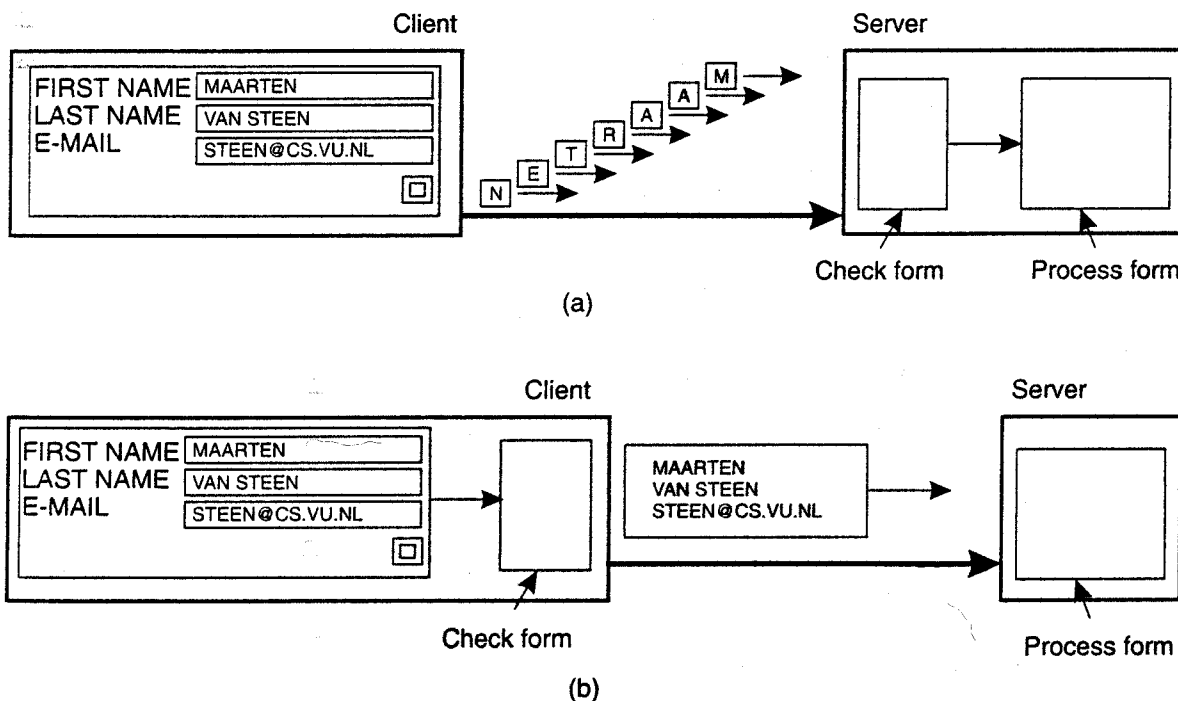 Client
Server
FIRST NAME MAARTEN
LAST NAME VAN STEEN
E-MAIL STEEN@CS.VU.NL
N E T R A A M
Check form
Process form
(a)
Client
Server
FIRST NAME MAARTEN
LAST NAME VAN STEEN
E-MAIL STEEN@CS.VU.NL
MAARTEN
VAN STEEN
STEEN@CS.VU.NL
Check form
Process form
(b)